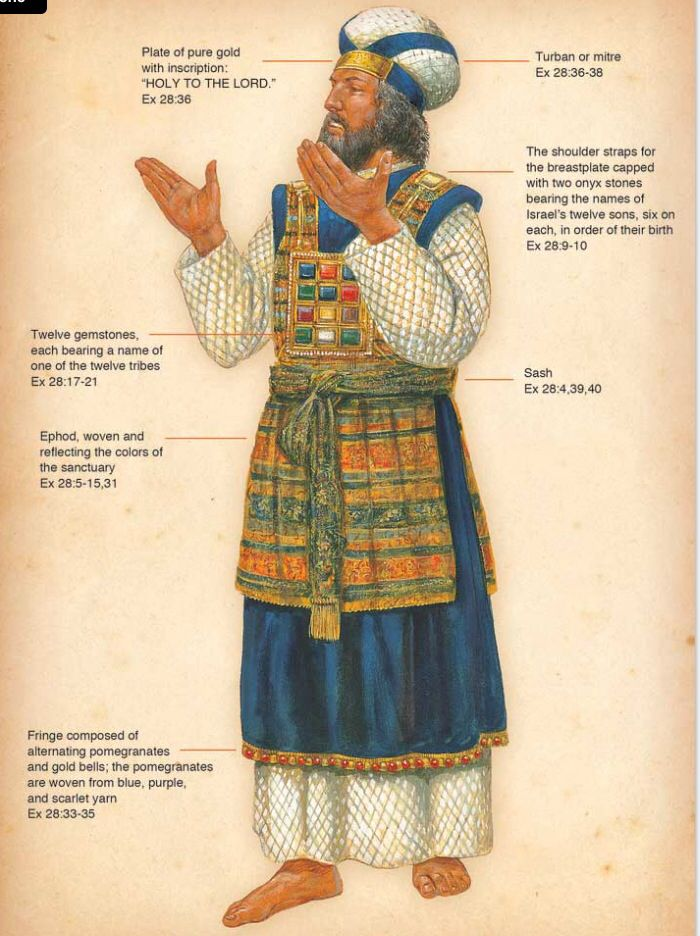 Plate of pure gold
with inscription:
“HOLY TO THE LORD.”
Ex 28:36
Turban or mitre
Ex 28:36-38
The shoulder straps for
the breastplate capped
with two onyx stones
bearing the names of
Israel’s twelve sons, six on
each, in order of their birth
Ex 28:9-10
Twelve gemstones,
each bearing a name of
one of the twelve tribes
Ex 28:17-21
Sash
Ex 28:4,39,40
Ephod, woven and
reflecting the colors of
the sanctuary
Ex 28:5-15,31
Fringe composed of
alternating pomegranates
and gold bells; the pomegranates
are woven from blue, purple,
and scarlet yarn
Ex 28:33-35